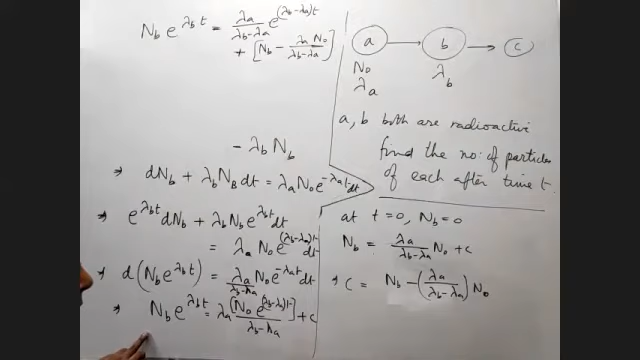 N_b e^{λ_b t} = λ_a/(λ_b-λ_a) e^{(λ_b-λ_a)t}
+ [N_b - λ_a N_0/(λ_b-λ_a)]
- λ_b N_b
→ dN_b + λ_b N_B dt = λ_a N_0 e^{-λ_a t} dt
→ e^{λ_b t} dN_b + λ_b N_b e^{λ_b t} dt
= λ_a N_0 e^{(λ_b-λ_a)t} dt
→ d(N_b e^{λ_b t}) = λ_a/(λ_b-λ_a) N_0 e^{-λ_a t} dt
→ N_b e^{λ_b t} = λ_a [N_0 e^{(λ_b-λ_a)t}]/(λ_b-λ_a) + c
a → b → c
N_0
λ_a
λ_b
a, b both are radioactive
find the no: of particles
of each after time t.
at t=0, N_b=0
N_b = λ_a/(λ_b-λ_a) N_0 + c
→ C = N_b - (λ_a/(λ_b-λ_a)) N_0